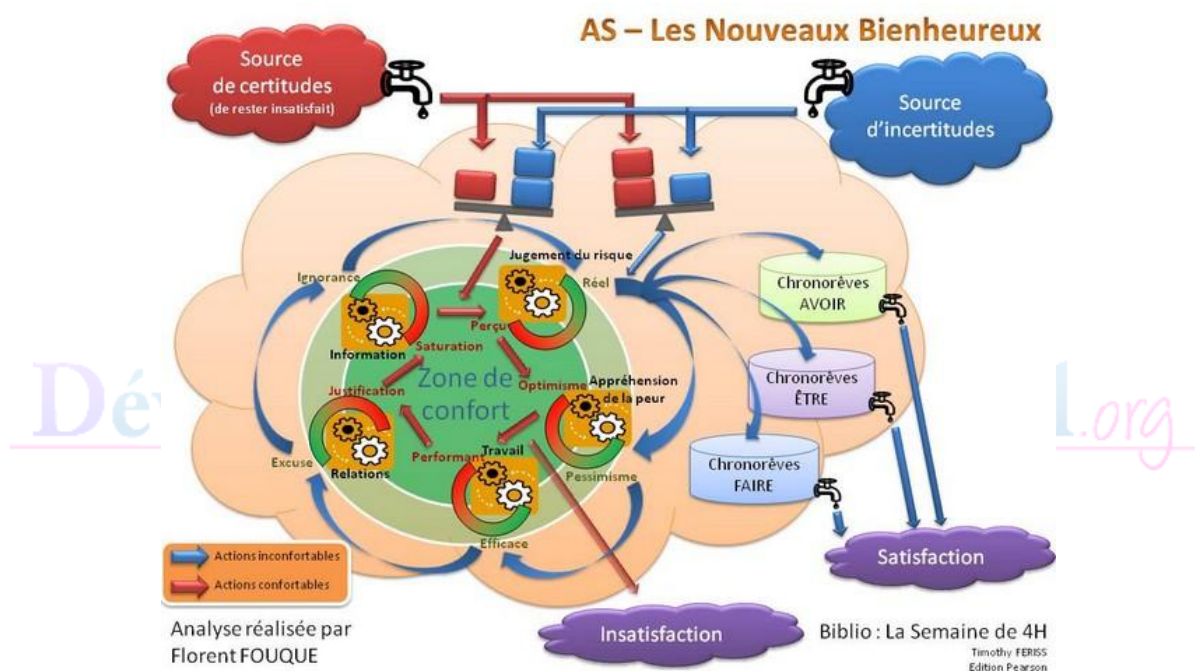 AS – Les Nouveaux Bienheureux
Source
de certitudes
(de rester insatisfait)
Source
d'incertitudes
Jugement du risque
Ignorance
Réel
Perçu
Information
Saturation
Zone de
confort
Justification
Optimisme
Appréhension
de la peur
Travail
Performant
Relations
Excuse
Pessimisme
Efficace
Chronorêves
AVOIR
Chronorêves
ÊTRE
Chronorêves
FAIRE
Satisfaction
Insatisfaction
Actions inconfortables
Actions confortables
Analyse réalisée par
Florent FOUQUE
Biblio : La Semaine de 4H
Timothy FERISS
Edition Pearson
Dév
l.org